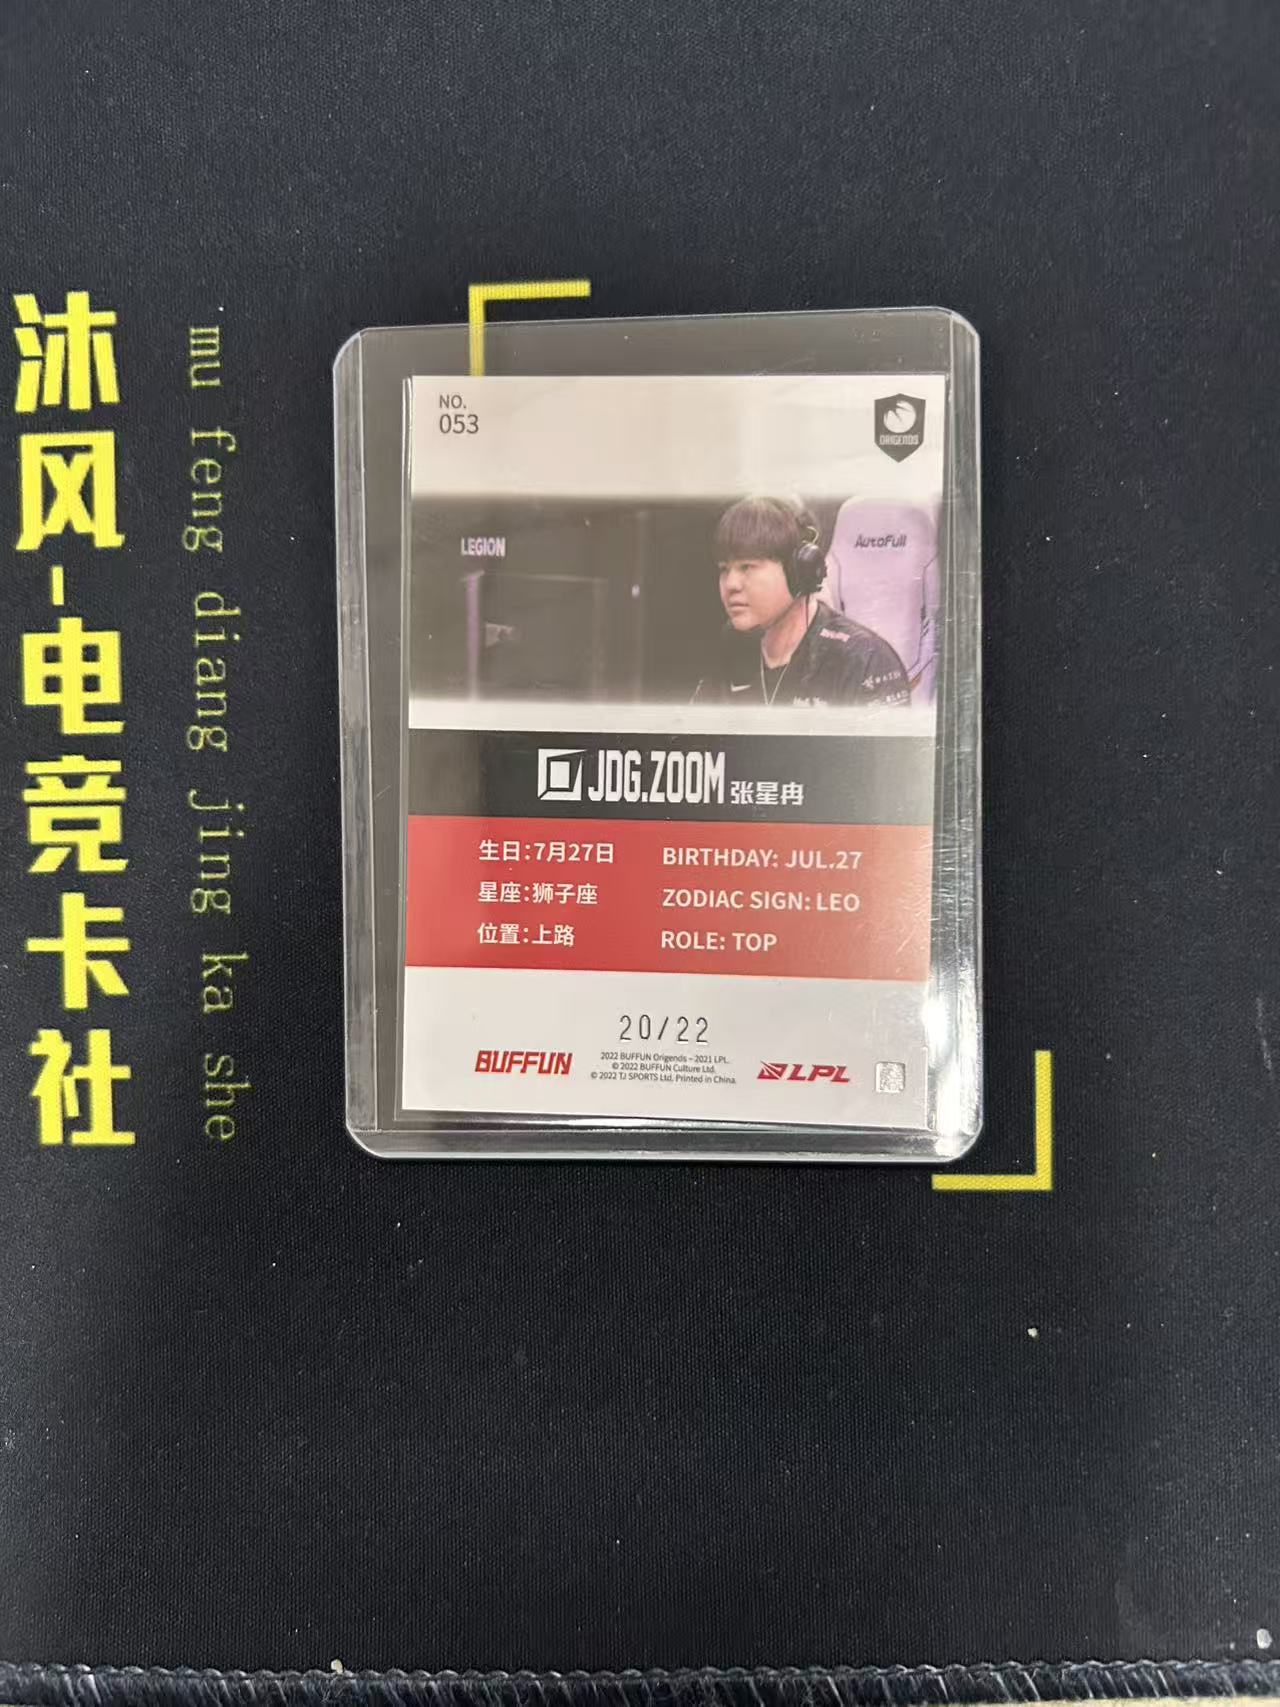 沐风-电竞卡社
mu feng dian jing ka she
NO.
053
ORIGENDS
LEGION
AutoFull
JDG.ZOOM 张星冉
生日:7月27日
星座:狮子座
位置:上路
BIRTHDAY: JUL.27
ZODIAC SIGN: LEO
ROLE: TOP
20/22
BUFFUN
2022 BUFFUN Origends – 2021 LPL.
© 2022 BUFFUN Culture Ltd.
© 2022 TJ SPORTS Ltd. Printed in China.
LPL